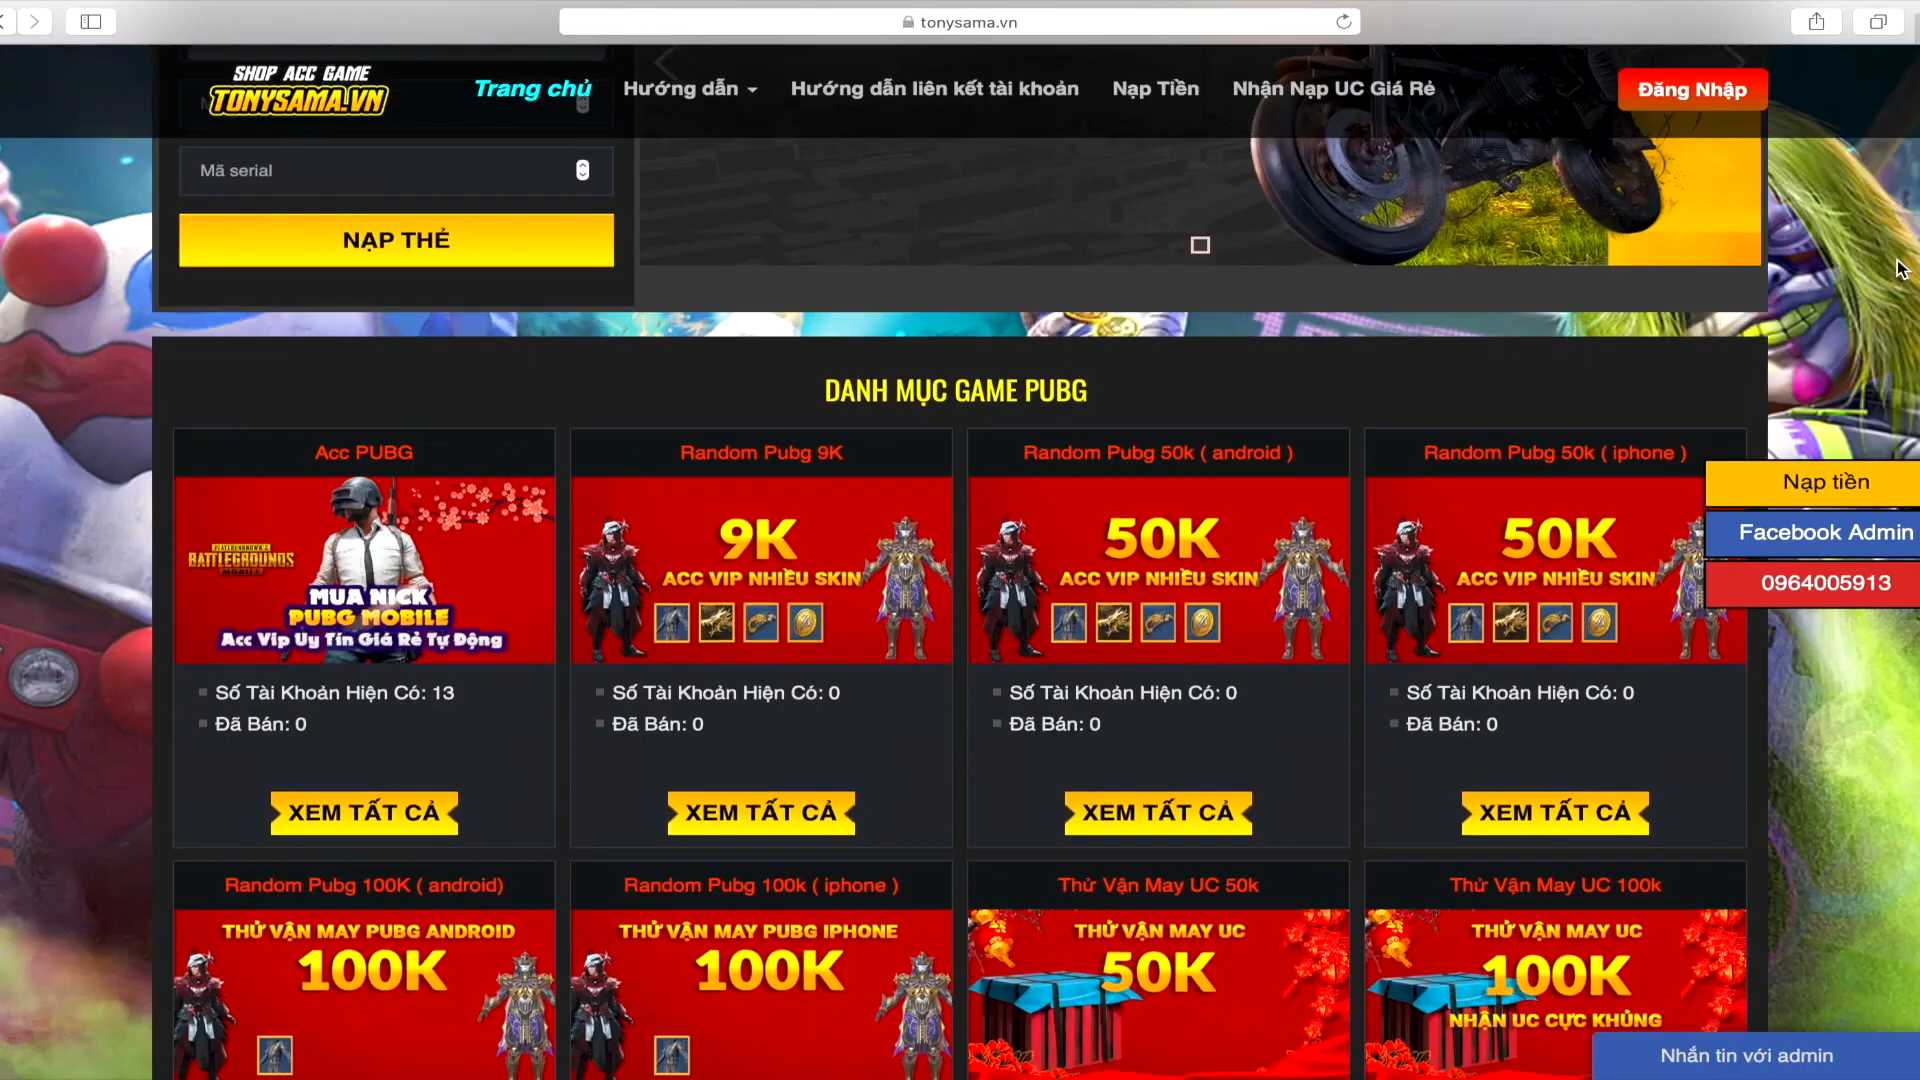 tonysama.vn
SHOP ACC GAME
TONYSAMA.VN
Trang chủ
Hướng dẫn
Hướng dẫn liên kết tài khoản
Nạp Tiền
Nhận Nạp UC Giá Rẻ
Đăng Nhập
Mã serial
NẠP THẺ
DANH MỤC GAME PUBG
Acc PUBG
Random Pubg 9K
Random Pubg 50k ( android )
Random Pubg 50k ( iphone )
BATTLEGROUNDS
MOBILE
MUA NICK
PUBG MOBILE
Acc Vip Uy Tín Giá Rẻ Tự Động
9K
ACC VIP NHIỀU SKIN
50K
ACC VIP NHIỀU SKIN
50K
ACC VIP NHIỀU SKIN
Nạp tiền
Facebook Admin
0964005913
Số Tài Khoản Hiện Có: 13
Đã Bán: 0
Số Tài Khoản Hiện Có: 0
Đã Bán: 0
Số Tài Khoản Hiện Có: 0
Đã Bán: 0
Số Tài Khoản Hiện Có: 0
Đã Bán: 0
XEM TẤT CẢ
XEM TẤT CẢ
XEM TẤT CẢ
XEM TẤT CẢ
Random Pubg 100K ( android)
Random Pubg 100k ( iphone )
Thử Vận May UC 50k
Thử Vận May UC 100k
THỬ VẬN MAY PUBG ANDROID
100K
THỬ VẬN MAY PUBG IPHONE
100K
THỬ VẬN MAY UC
50K
THỬ VẬN MAY UC
100K
NHẬN UC CỰC KHỦNG
Nhắn tin với admin